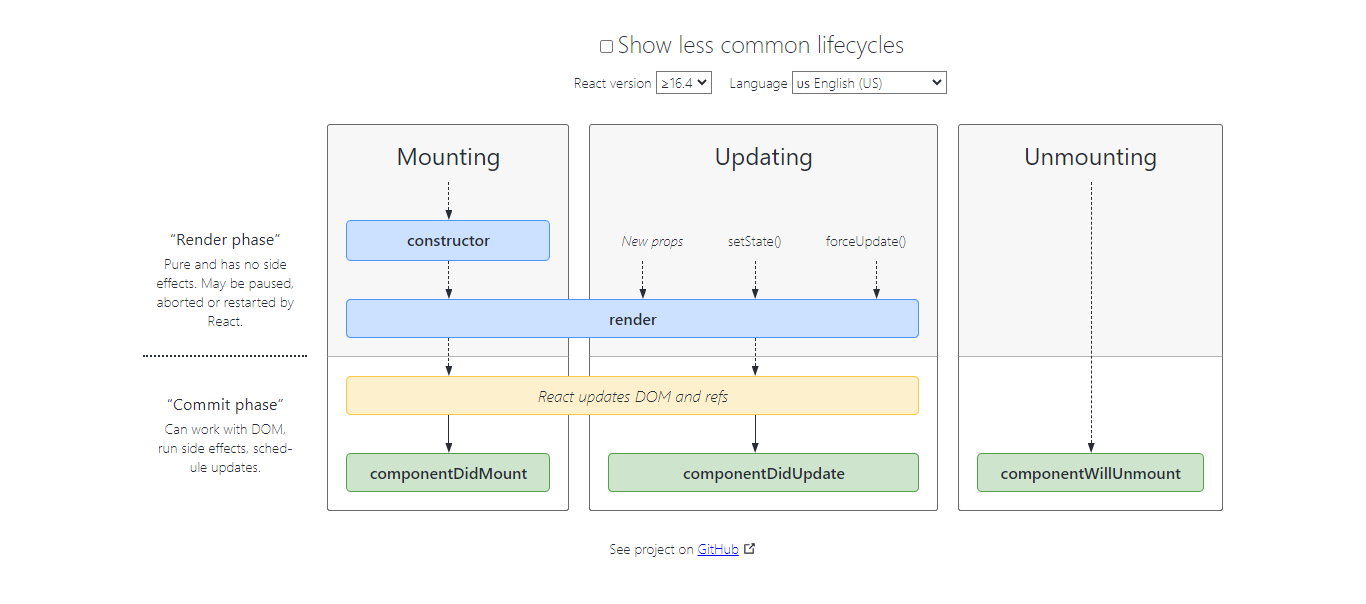 Show less common lifecycles
React version ≥16.4 Language us English (US)
Mounting Updating Unmounting
“Render phase”
Pure and has no side
effects. May be paused,
aborted or restarted by
React.
constructor
New props setState() forceUpdate()
render
“Commit phase”
Can work with DOM,
run side effects, sched-
ule updates.
React updates DOM and refs
componentDidMount componentDidUpdate componentWillUnmount
See project on GitHub